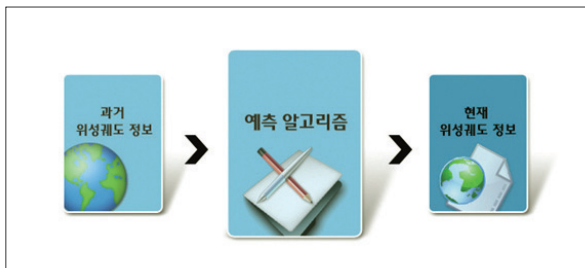 과거
위성궤도 정보
예측 알고리즘
현재
위성궤도 정보